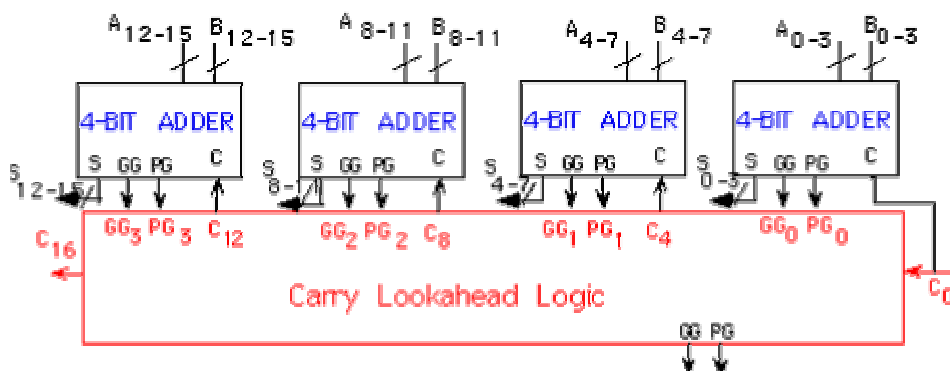 A12-15 B12-15 A8-11 B8-11 A4-7 B4-7 A0-3 B0-3
4-BIT ADDER 4-BIT ADDER 4-BIT ADDER 4-BIT ADDER
S GG PG C S GG PG C S GG PG C S GG PG C
S12-15 S8-1 S4-7 S0-3
GG3 PG3 C12 GG2 PG2 C8 GG1 PG1 C4 GG0 PG0
C16 C0
Carry Lookahead Logic
GG PG